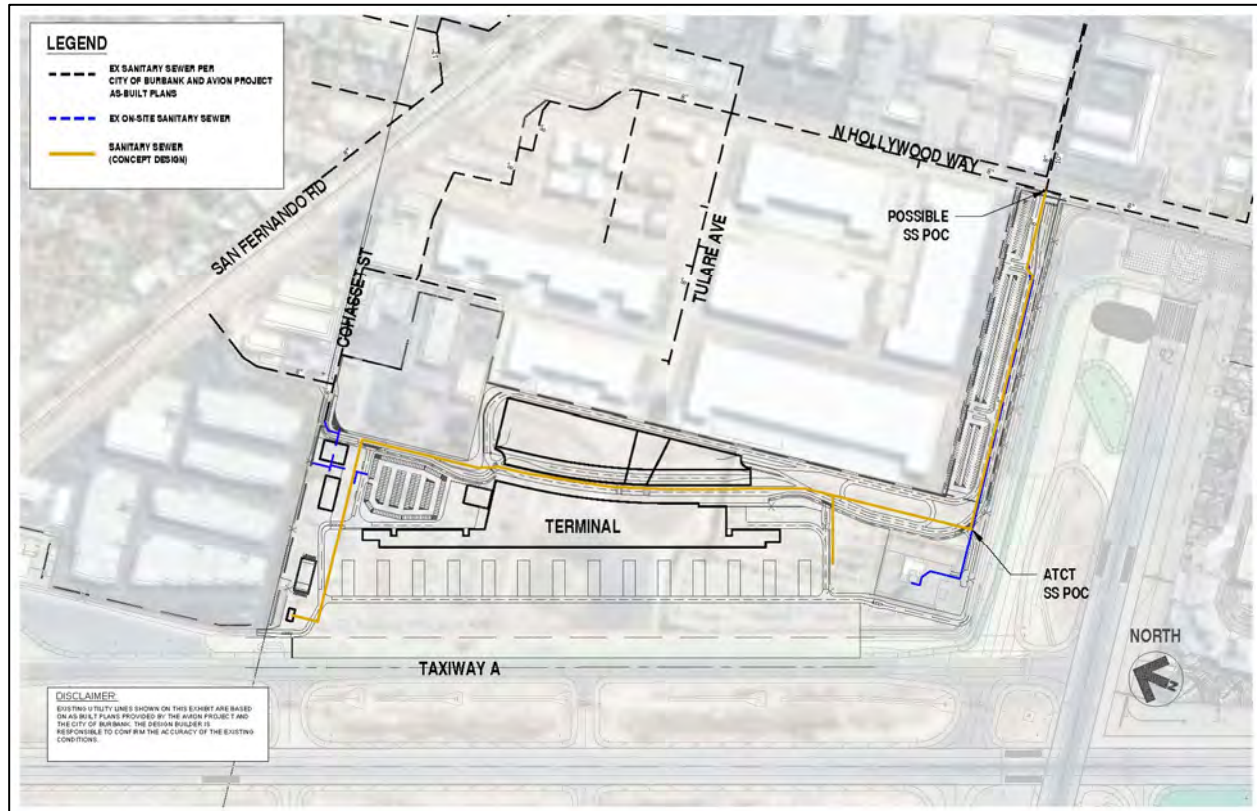 LEGEND
EX SANITARY SEWER PER
CITY OF BURBANK AND AVION PROJECT
AS-BUILT PLANS
EX ON-SITE SANITARY SEWER
SANITARY SEWER
(CONCEPT DESIGN)
SAN FERNANDO RD
COHASSET ST
TULARE AVE
N HOLLYWOOD WAY
POSSIBLE
SS POC
TERMINAL
ATCT
SS POC
NORTH
TAXIWAY A
DISCLAIMER:
EXISTING UTILITY LINES SHOWN ON THIS EXHIBIT ARE BASED
ON AS BUILT PLANS PROVIDED BY THE AVION PROJECT AND
THE CITY OF BURBANK. THE DESIGN BUILDER IS
RESPONSIBLE TO CONFIRM THE ACCURACY OF THE EXISTING
CONDITIONS.